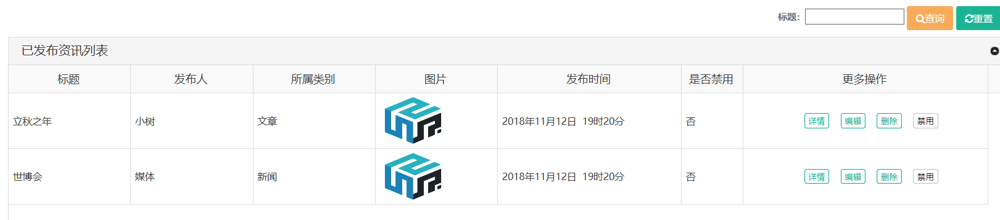 标题: 查询 重置
已发布资讯列表
标题 发布人 所属类别 图片 发布时间 是否禁用 更多操作
立秋之年 小树 文章 2018年11月12日 19时20分 否 详情 编辑 删除 禁用
世博会 媒体 新闻 2018年11月12日 19时20分 否 详情 编辑 删除 禁用